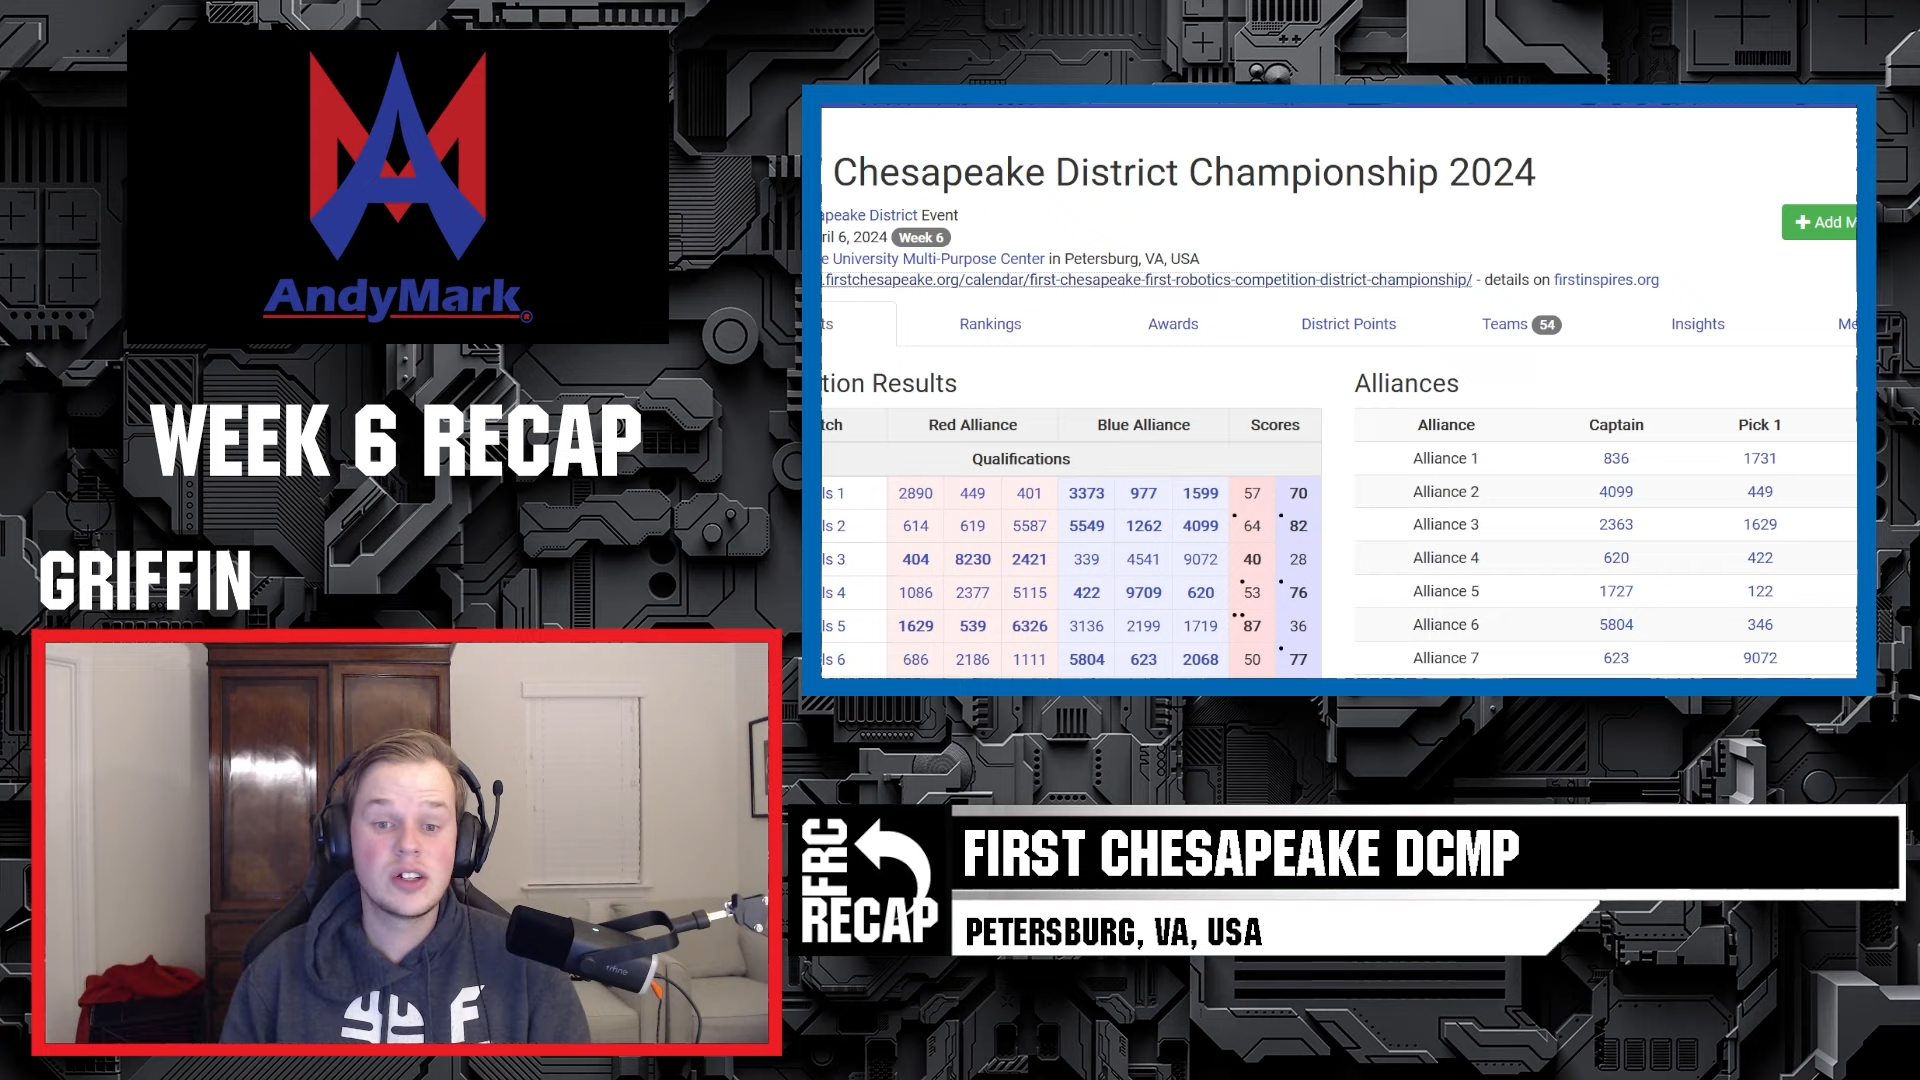 AndyMark
WEEK 6 RECAP
GRIFFIN
Chesapeake District Championship 2024
apeake District Event
ril 6, 2024 Week 6
e University Multi-Purpose Center in Petersburg, VA, USA
.firstchesapeake.org/calendar/first-chesapeake-first-robotics-competition-district-championship/ - details on firstinspires.org
+ Add M
ts Rankings Awards District Points Teams 54 Insights Me
tion Results
tch Red Alliance Blue Alliance Scores
Qualifications
ls 1 2890 449 401 3373 977 1599 57 70
ls 2 614 619 5587 5549 1262 4099 64 82
ls 3 404 8230 2421 339 4541 9072 40 28
ls 4 1086 2377 5115 422 9709 620 53 76
ls 5 1629 539 6326 3136 2199 1719 87 36
ls 6 686 2186 1111 5804 623 2068 50 77
Alliances
Alliance Captain Pick 1
Alliance 1 836 1731
Alliance 2 4099 449
Alliance 3 2363 1629
Alliance 4 620 422
Alliance 5 1727 122
Alliance 6 5804 346
Alliance 7 623 9072
FRC
RECAP
FIRST CHESAPEAKE DCMP
PETERSBURG, VA, USA
fifine